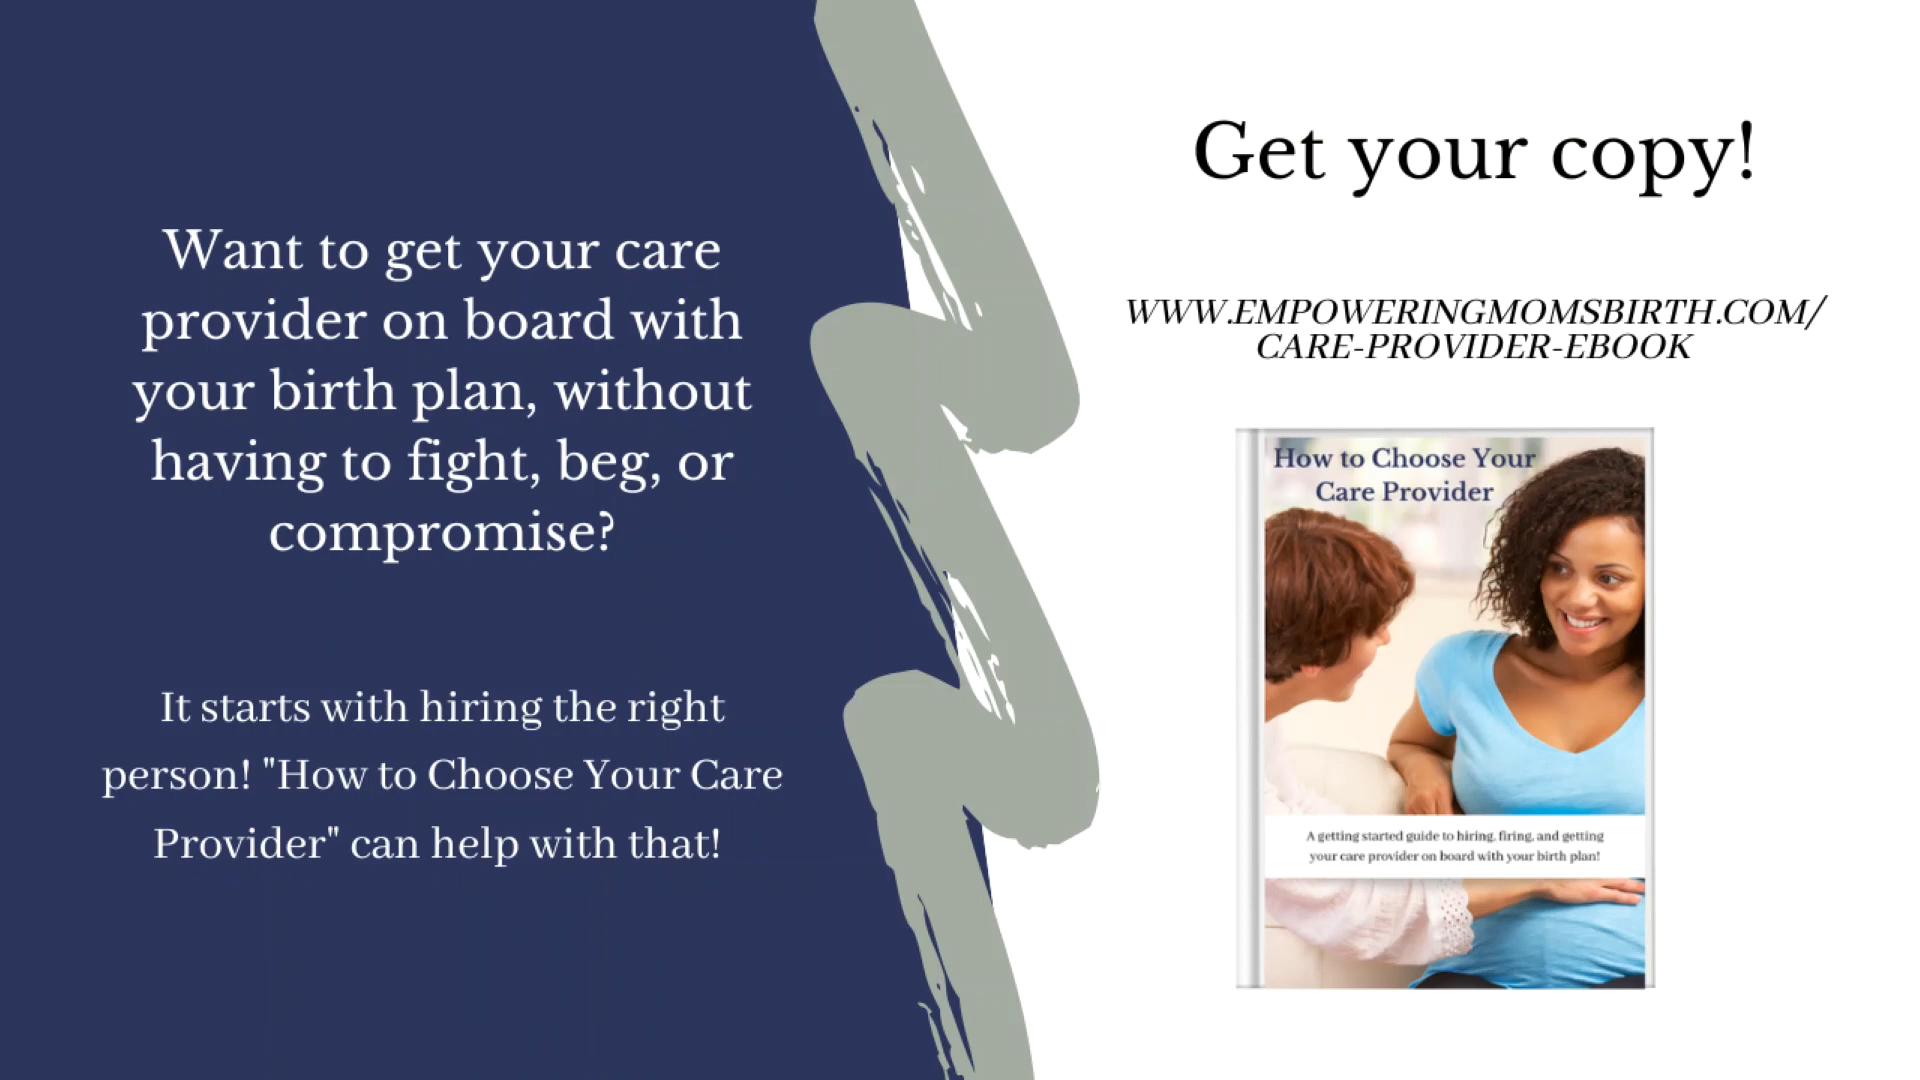 Want to get your care
provider on board with
your birth plan, without
having to fight, beg, or
compromise?
It starts with hiring the right
person! "How to Choose Your Care
Provider" can help with that!
Get your copy!
WWW.EMPOWERINGMOMSBIRTH.COM/
CARE-PROVIDER-EBOOK
How to Choose Your
Care Provider
A getting started guide to hiring, firing, and getting
your care provider on board with your birth plan!